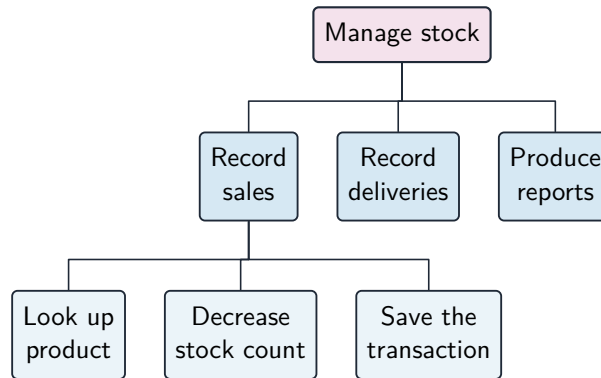 Manage stock
Record
sales
Record
deliveries
Produce
reports
Look up
product
Decrease
stock count
Save the
transaction